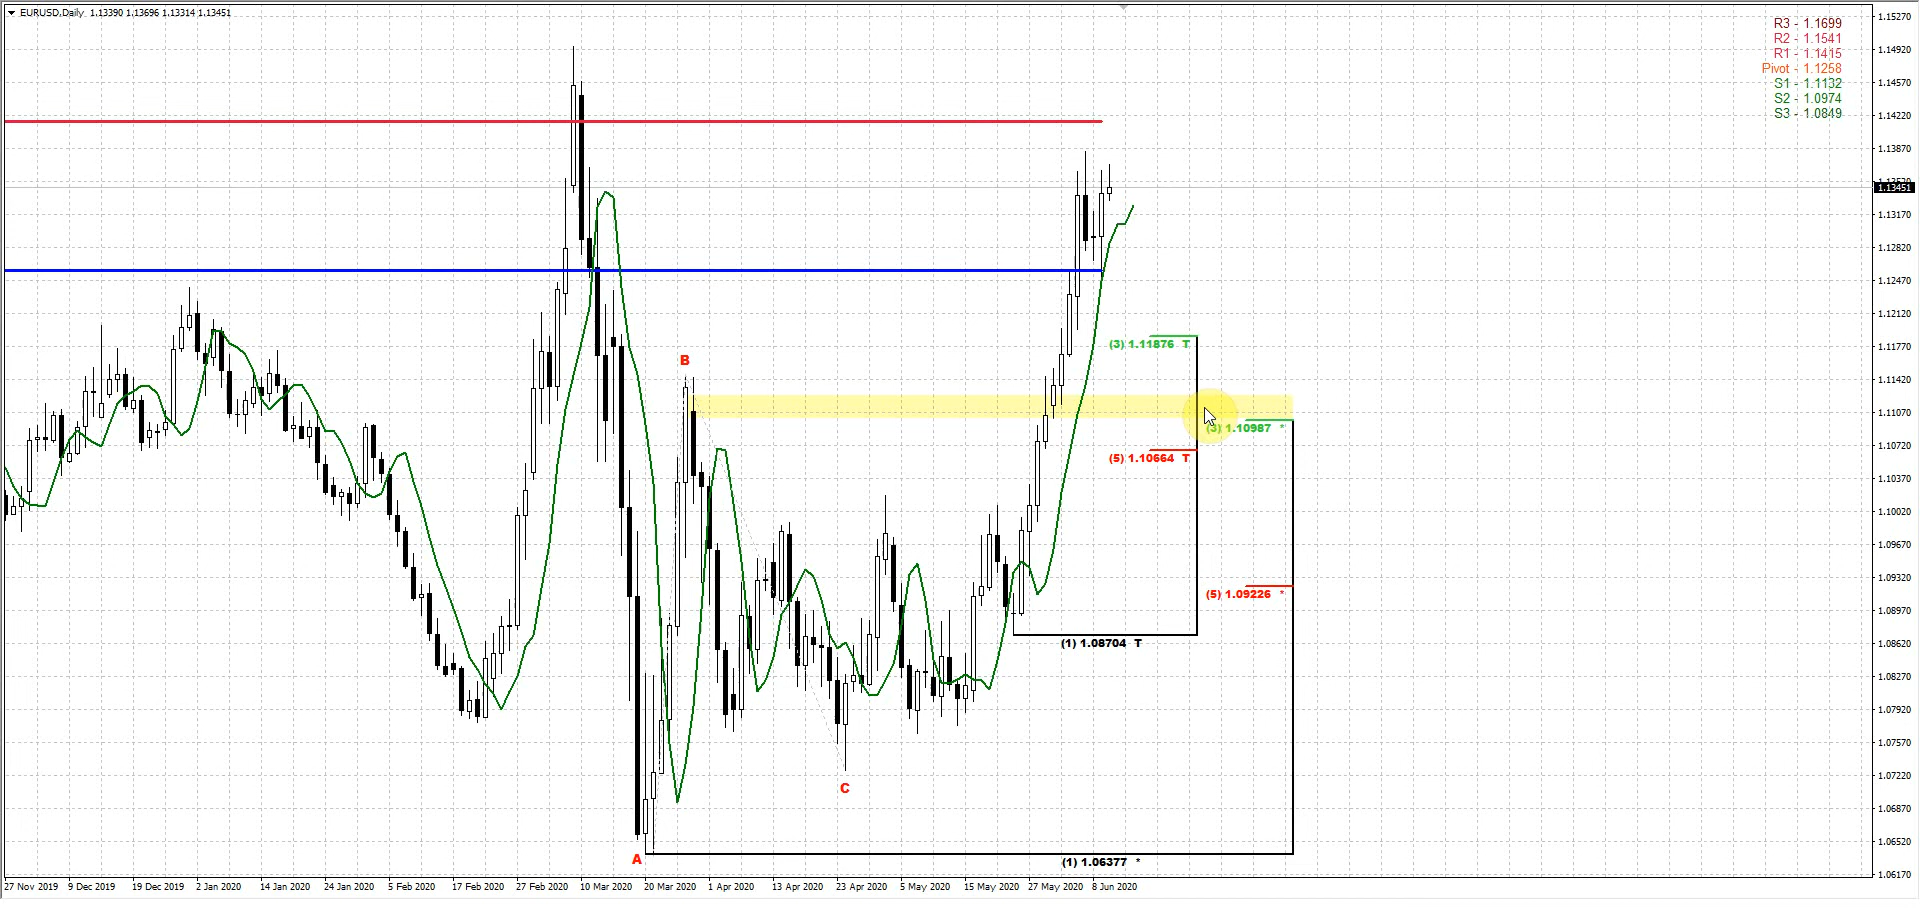 EURUSD,Daily 1.13390 1.13696 1.13314 1.13451
R3 - 1.1699
R2 - 1.1541
R1 - 1.1415
Pivot - 1.1258
S1 - 1.1132
S2 - 1.0974
S3 - 1.0849
1.15270
1.14920
1.14570
1.14220
1.13870
1.13520
1.13451
1.13170
1.12820
1.12470
1.12120
1.11770
1.11420
1.11070
1.10720
1.10370
1.10020
1.09670
1.09320
1.08970
1.08620
1.08270
1.07920
1.07570
1.07220
1.06870
1.06520
1.06170
B
(3) 1.11876 T
(3) 1.10987 *
(5) 1.10664 T
(5) 1.09226 *
(1) 1.08704 T
C
A
(1) 1.06377 *
27 Nov 2019 9 Dec 2019 19 Dec 2019 2 Jan 2020 14 Jan 2020 24 Jan 2020 5 Feb 2020 17 Feb 2020 27 Feb 2020 10 Mar 2020 20 Mar 2020 1 Apr 2020 13 Apr 2020 23 Apr 2020 5 May 2020 15 May 2020 27 May 2020 8 Jun 2020